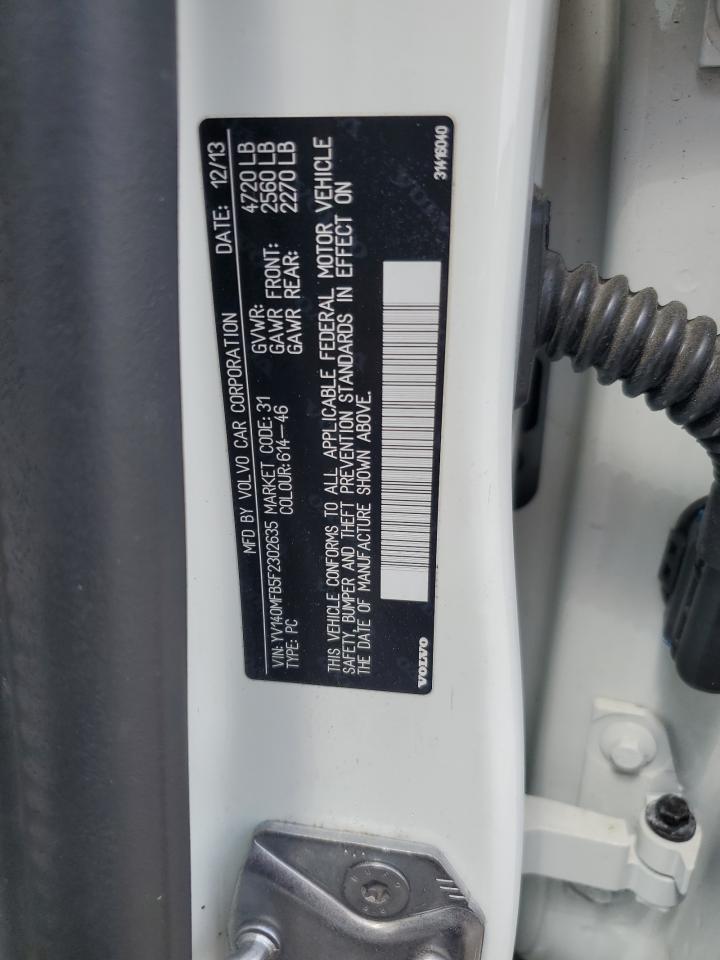 MFD BY VOLVO CAR CORPORATION DATE: 12/13
VIN: YV140MFB5F2302635 MARKET CODE: 31 GVWR: 4720 LB
TYPE: PC COLOUR: 614-46 GAWR FRONT: 2560 LB
GAWR REAR: 2270 LB
THIS VEHICLE CONFORMS TO ALL APPLICABLE FEDERAL MOTOR VEHICLE
SAFETY, BUMPER AND THEFT PREVENTION STANDARDS IN EFFECT ON
THE DATE OF MANUFACTURE SHOWN ABOVE.
VOLVO 31416040